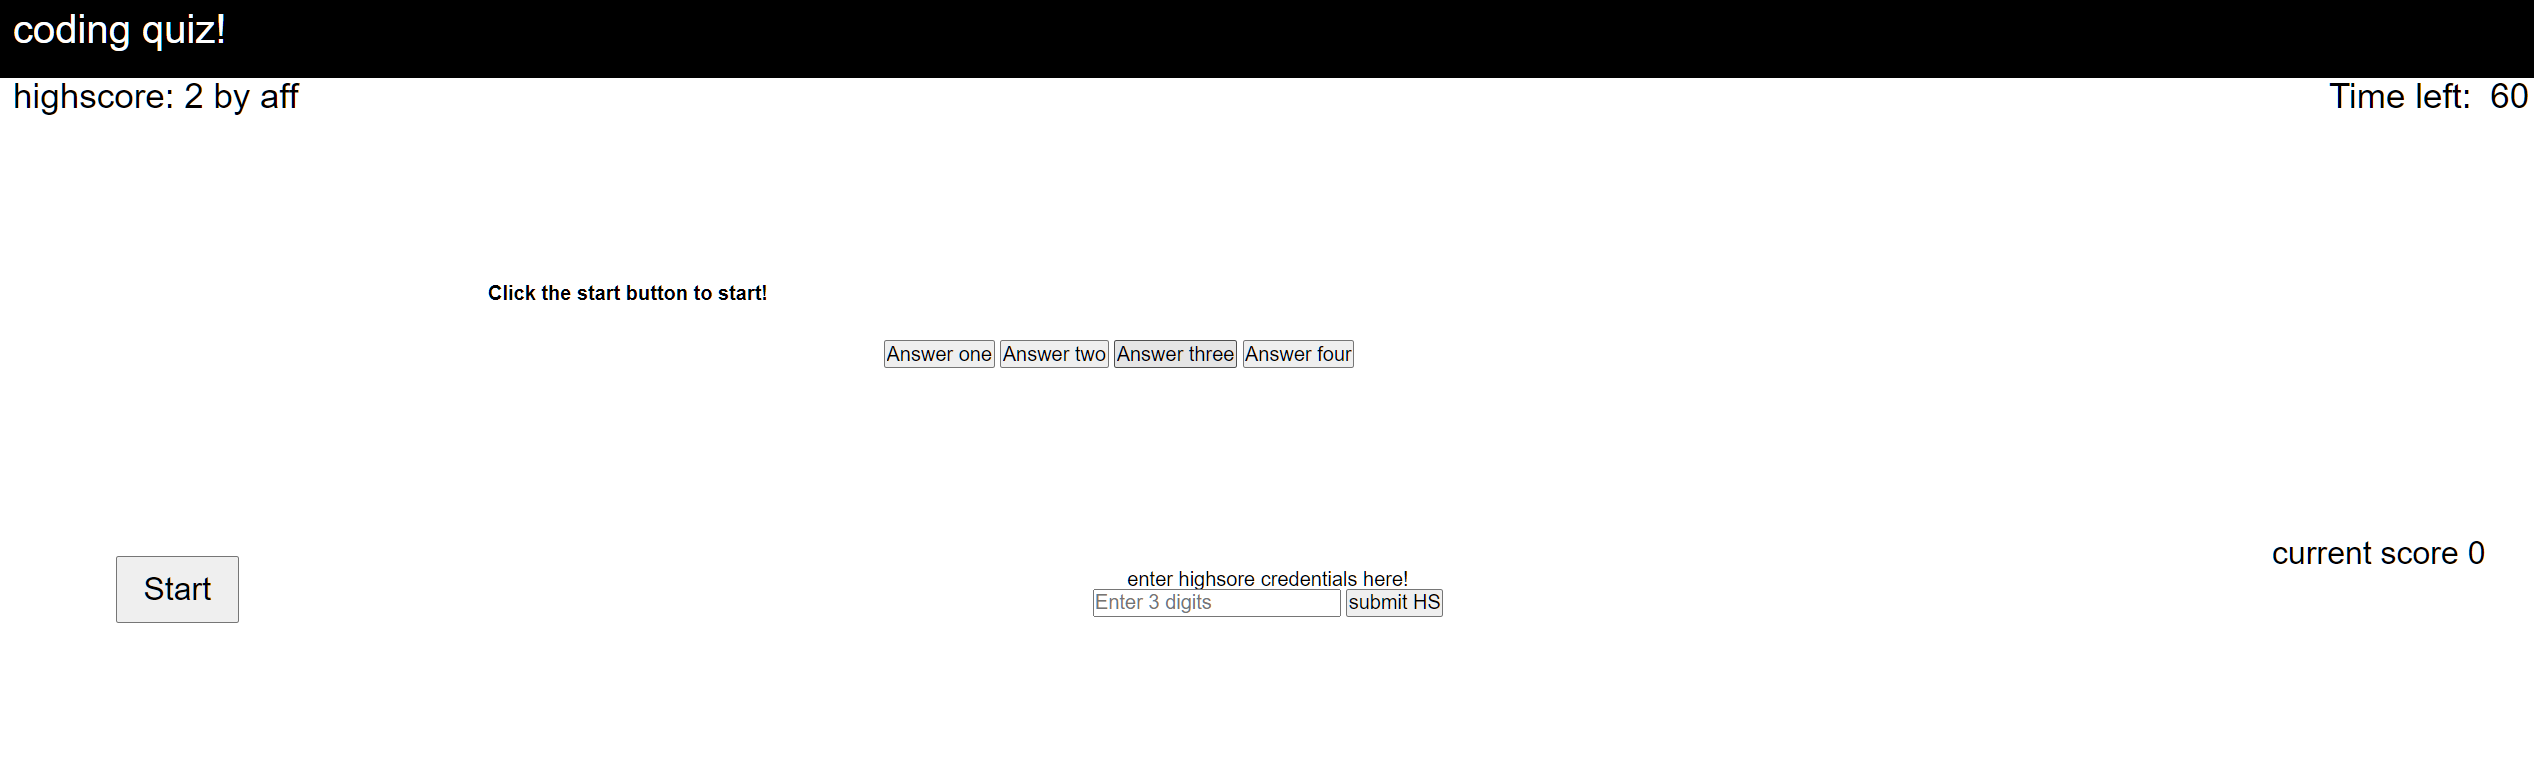 coding quiz!
highscore: 2 by aff
Time left: 60
Click the start button to start!
Answer one Answer two Answer three Answer four
current score 0
Start
enter highsore credentials here!
Enter 3 digits submit HS